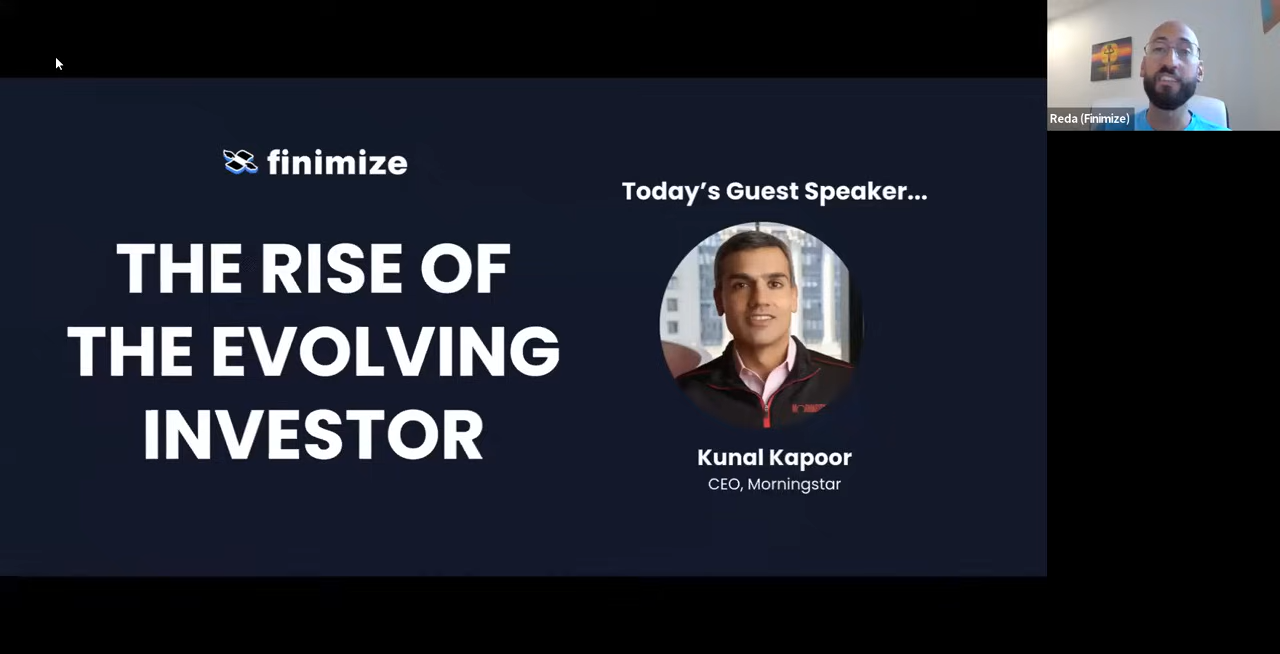 finimize
THE RISE OF
THE EVOLVING
INVESTOR
Today’s Guest Speaker...
Kunal Kapoor
CEO, Morningstar
Reda (Finimize)